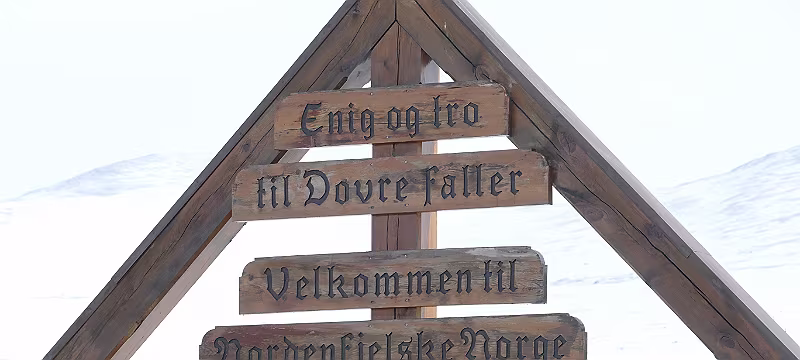 Enig og tro
til Dovre faller
Velkommen til
Nordenfjelske Norge